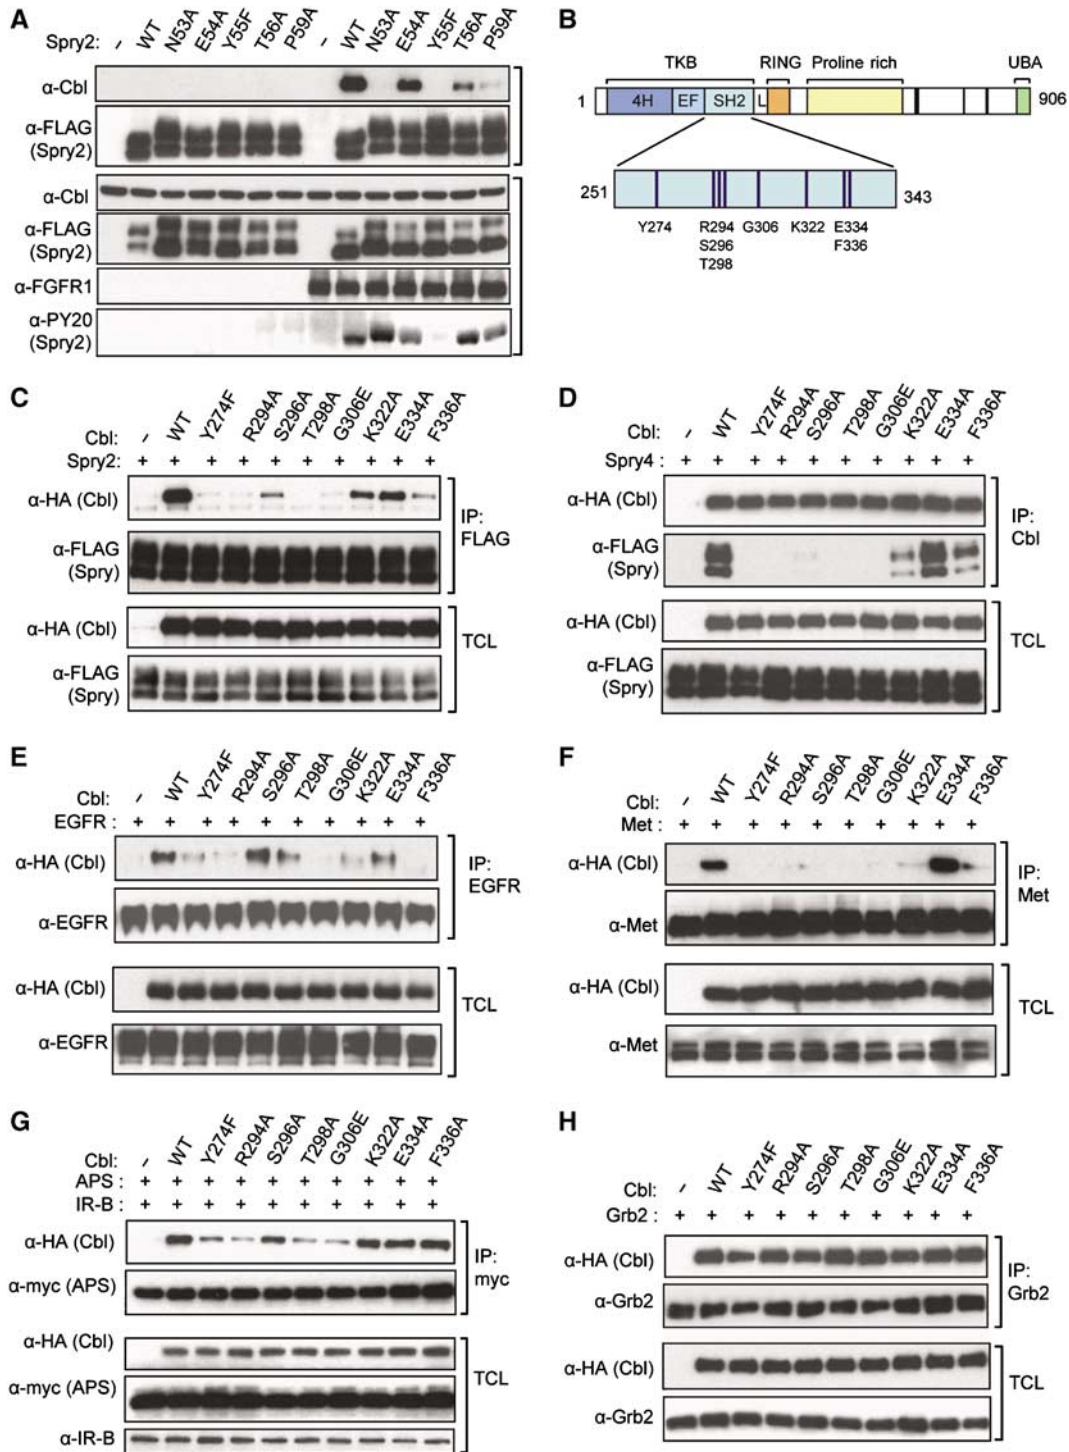 A
Spry2: – WT N53A E54A Y55F T56A P59A – WT N53A E54A Y55F T56A P59A
α-Cbl
α-FLAG
(Spry2)
α-Cbl
α-FLAG
(Spry2)
α-FGFR1
α-PY20
(Spry2)
B
TKB RING Proline rich UBA
1 4H EF SH2 L 906
251 343
Y274 R294 G306 K322 E334
S296 F336
T298
C
Cbl: – WT Y274F R294A S296A T298A G306E K322A E334A F336A
Spry2: + + + + + + + + + +
α-HA (Cbl)
α-FLAG
(Spry)
IP:
FLAG
α-HA (Cbl)
α-FLAG
(Spry)
TCL
D
Cbl: – WT Y274F R294A S296A T298A G306E K322A E334A F336A
Spry4 : + + + + + + + + + +
α-HA (Cbl)
α-FLAG
(Spry)
IP:
Cbl
α-HA (Cbl)
α-FLAG
(Spry)
TCL
E
Cbl: – WT Y274F R294A S296A T298A G306E K322A E334A F336A
EGFR : + + + + + + + + + +
α-HA (Cbl)
α-EGFR
IP:
EGFR
α-HA (Cbl)
α-EGFR
TCL
F
Cbl: – WT Y274F R294A S296A T298A G306E K322A E334A F336A
Met : + + + + + + + + + +
α-HA (Cbl)
α-Met
IP:
Met
α-HA (Cbl)
α-Met
TCL
G
Cbl: – WT Y274F R294A S296A T298A G306E K322A E334A F336A
APS : + + + + + + + + + +
IR-B : + + + + + + + + + +
α-HA (Cbl)
α-myc (APS)
IP:
myc
α-HA (Cbl)
α-myc (APS)
α-IR-B
TCL
H
Cbl: – WT Y274F R294A S296A T298A G306E K322A E334A F336A
Grb2 : + + + + + + + + + +
α-HA (Cbl)
α-Grb2
IP:
Grb2
α-HA (Cbl)
α-Grb2
TCL